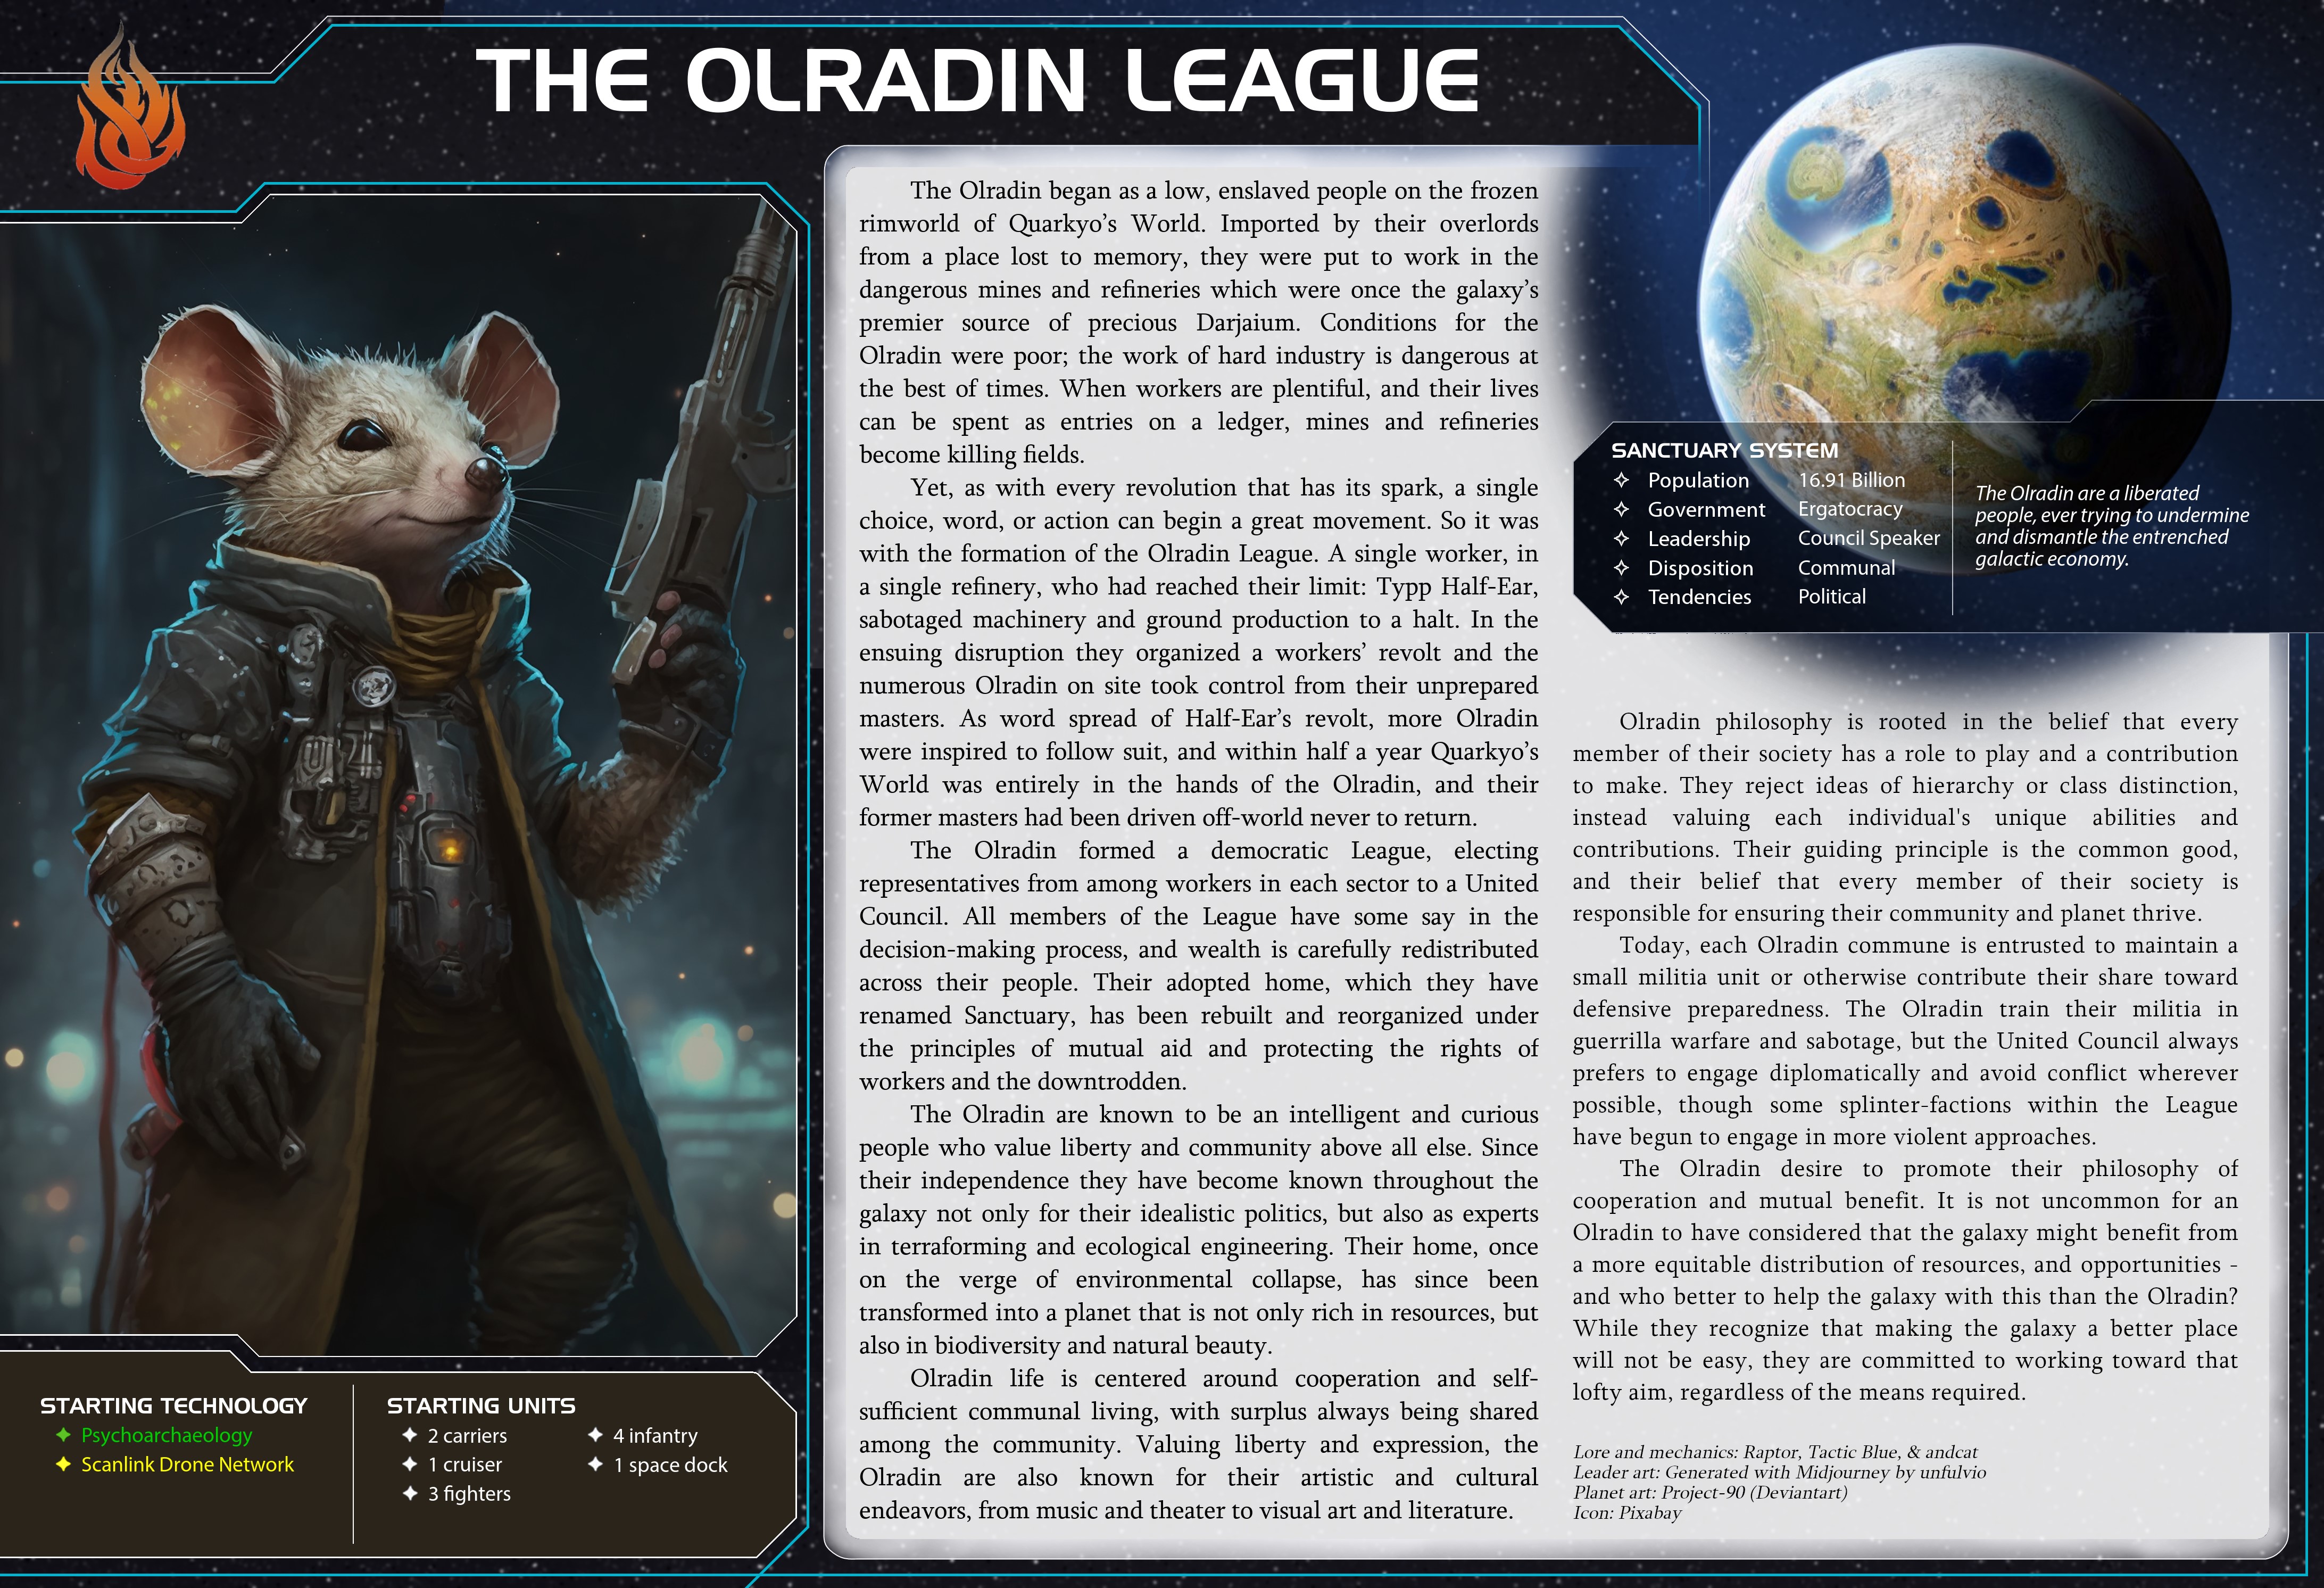 THE OLRADIN LEAGUE
The Olradin began as a low, enslaved people on the frozen
rimworld of Quarkyo’s World. Imported by their overlords
from a place lost to memory, they were put to work in the
dangerous mines and refineries which were once the galaxy’s
premier source of precious Darjaium. Conditions for the
Olradin were poor; the work of hard industry is dangerous at
the best of times. When workers are plentiful, and their lives
can be spent as entries on a ledger, mines and refineries
become killing fields.
Yet, as with every revolution that has its spark, a single
choice, word, or action can begin a great movement. So it was
with the formation of the Olradin League. A single worker, in
a single refinery, who had reached their limit: Typp Half-Ear,
sabotaged machinery and ground production to a halt. In the
ensuing disruption they organized a workers’ revolt and the
numerous Olradin on site took control from their unprepared
masters. As word spread of Half-Ear’s revolt, more Olradin
were inspired to follow suit, and within half a year Quarkyo’s
World was entirely in the hands of the Olradin, and their
former masters had been driven off-world never to return.
The Olradin formed a democratic League, electing
representatives from among workers in each sector to a United
Council. All members of the League have some say in the
decision-making process, and wealth is carefully redistributed
across their people. Their adopted home, which they have
renamed Sanctuary, has been rebuilt and reorganized under
the principles of mutual aid and protecting the rights of
workers and the downtrodden.
The Olradin are known to be an intelligent and curious
people who value liberty and community above all else. Since
their independence they have become known throughout the
galaxy not only for their idealistic politics, but also as experts
in terraforming and ecological engineering. Their home, once
on the verge of environmental collapse, has since been
transformed into a planet that is not only rich in resources, but
also in biodiversity and natural beauty.
Olradin life is centered around cooperation and self-
sufficient communal living, with surplus always being shared
among the community. Valuing liberty and expression, the
Olradin are also known for their artistic and cultural
endeavors, from music and theater to visual art and literature.
SANCTUARY SYSTEM
Population 16.91 Billion
Government Ergatocracy
Leadership Council Speaker
Disposition Communal
Tendencies Political
The Olradin are a liberated
people, ever trying to undermine
and dismantle the entrenched
galactic economy.
Olradin philosophy is rooted in the belief that every
member of their society has a role to play and a contribution
to make. They reject ideas of hierarchy or class distinction,
instead valuing each individual's unique abilities and
contributions. Their guiding principle is the common good,
and their belief that every member of their society is
responsible for ensuring their community and planet thrive.
Today, each Olradin commune is entrusted to maintain a
small militia unit or otherwise contribute their share toward
defensive preparedness. The Olradin train their militia in
guerrilla warfare and sabotage, but the United Council always
prefers to engage diplomatically and avoid conflict wherever
possible, though some splinter-factions within the League
have begun to engage in more violent approaches.
The Olradin desire to promote their philosophy of
cooperation and mutual benefit. It is not uncommon for an
Olradin to have considered that the galaxy might benefit from
a more equitable distribution of resources, and opportunities -
and who better to help the galaxy with this than the Olradin?
While they recognize that making the galaxy a better place
will not be easy, they are committed to working toward that
lofty aim, regardless of the means required.
Lore and mechanics: Raptor, Tactic Blue, & andcat
Leader art: Generated with Midjourney by unfulvio
Planet art: Project-90 (Deviantart)
Icon: Pixabay
STARTING TECHNOLOGY
Psychoarchaeology
Scanlink Drone Network
STARTING UNITS
2 carriers
1 cruiser
3 fighters
4 infantry
1 space dock